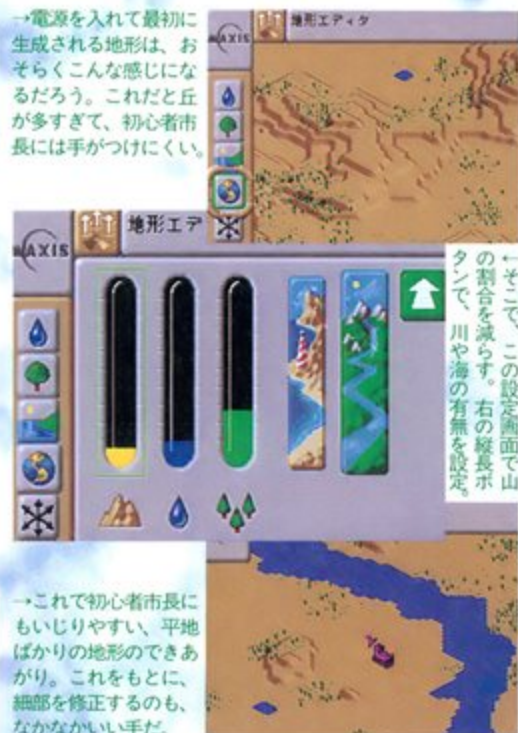 →電源を入れて最初に
生成される地形は、お
そらくこんな感じにな
るだろう。これだと丘
が多すぎて、初心者市
長には手がつけにくい。
MAXIS
地形エディタ
MAXIS
地形エデ
←そこで、この設定画面で山
の割合を減らす。右の縦長ボ
タンで、川や海の有無を設定。
→これで初心者市長に
もいじりやすい、平地
ばかりの地形のできあ
がり。これをもとに、
細部を修正するのも、
なかなかいい手だ。